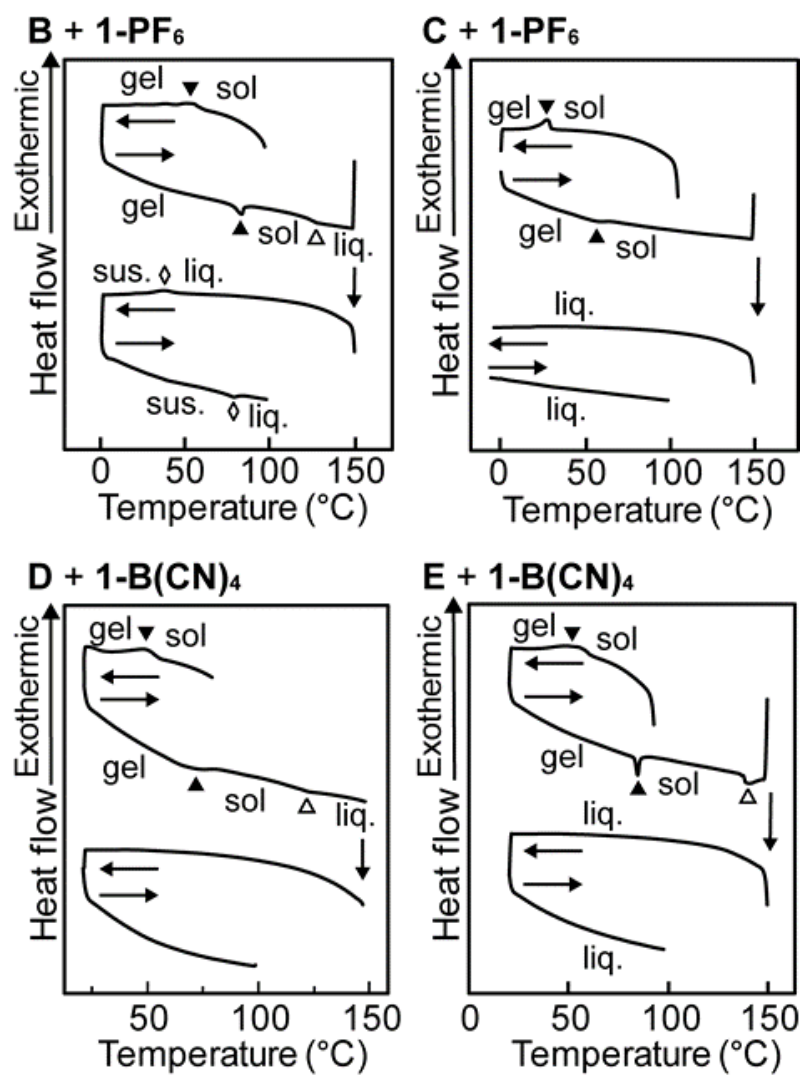 B + 1-PF₆
C + 1-PF₆
Exothermic
Heat flow
gel ▼ sol
gel ▲ sol △ liq.
sus. ◊ liq.
sus. ◊ liq.
0 50 100 150
Temperature (°C)
Exothermic
Heat flow
gel ▼ sol
gel ▲ sol
liq.
liq.
0 50 100 150
Temperature (°C)
D + 1-B(CN)₄
E + 1-B(CN)₄
Exothermic
Heat flow
gel ▼ sol
gel ▲ sol △ liq.
50 100 150
Temperature (°C)
Exothermic
Heat flow
gel ▼ sol
gel ▲ sol △
liq.
liq.
0 50 100 150
Temperature (°C)